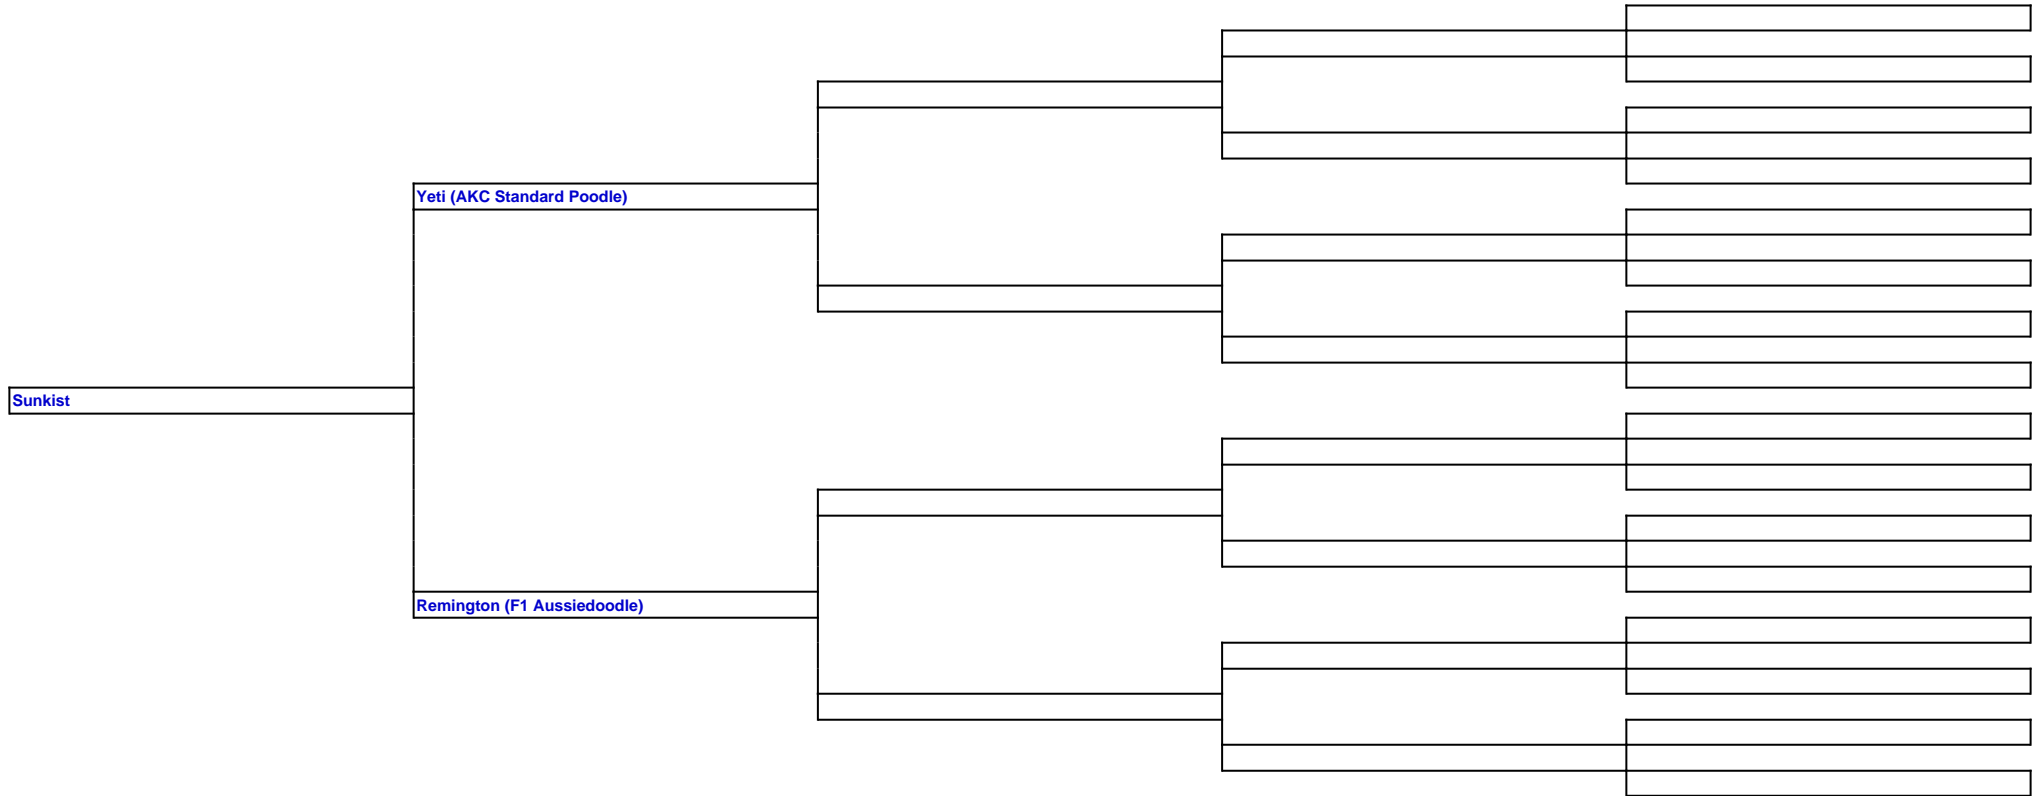 Yeti (AKC Standard Poodle)
Sunkist
Remington (F1 Aussiedoodle)